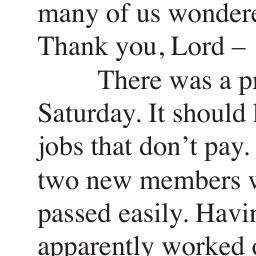 many of us wondere
Thank you, Lord –
There was a pr
Saturday. It should
jobs that don’t pay.
two new members w
passed easily. Havin
apparently worked